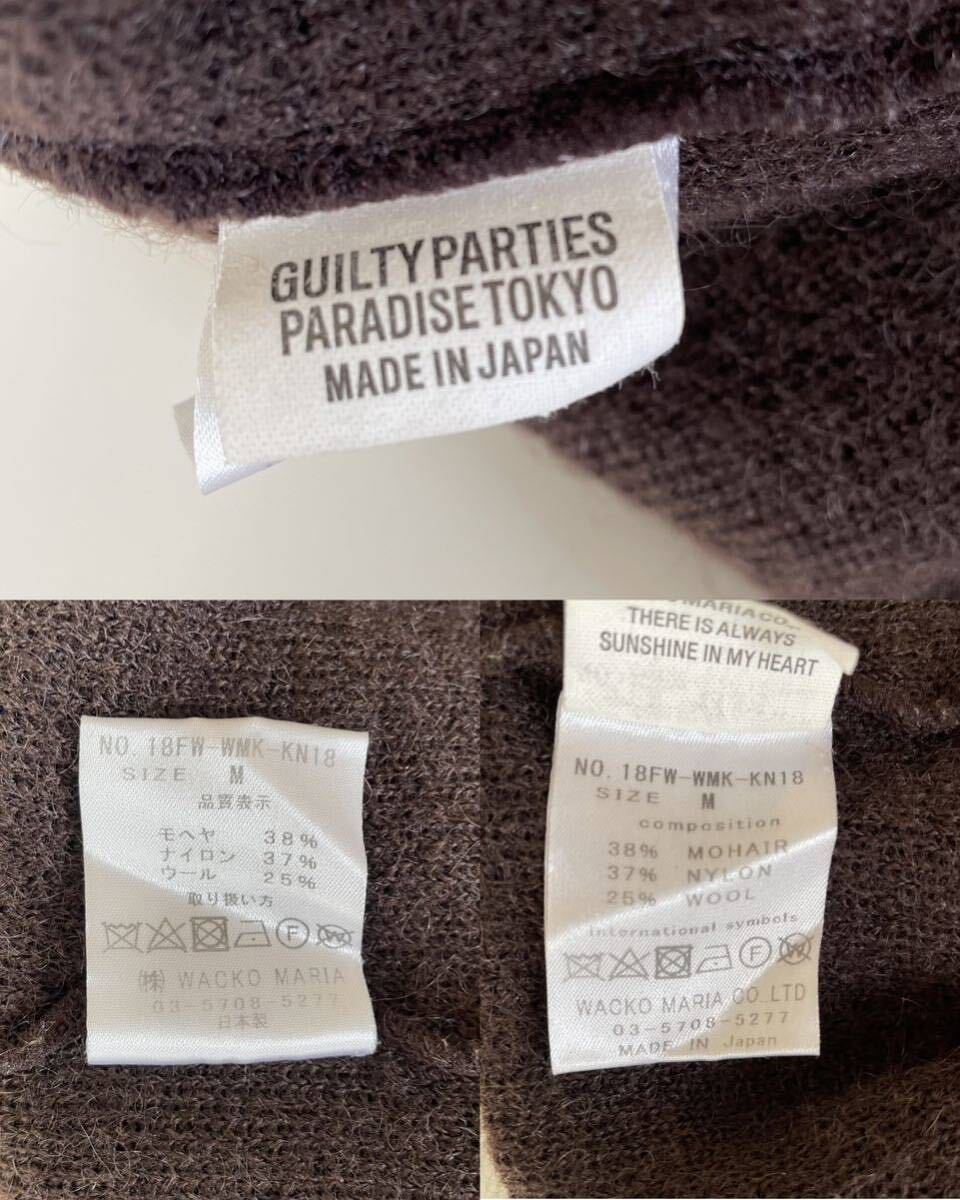 GUILTY PARTIES
PARADISE TOKYO
MADE IN JAPAN
NO. 18FW-WMK-KN18
SIZE M
品質表示
モヘヤ 38%
ナイロン 37%
ウール 25%
取り扱い方
F W
㈱ WACKO MARIA
03-5708-5277
日本製
MARIA CO.,
THERE IS ALWAYS
SUNSHINE IN MY HEART
NO. 18FW-WMK-KN18
SIZE M
composition
38% MOHAIR
37% NYLON
25% WOOL
international symbols
F W
WACKO MARIA CO.,LTD
03-5708-5277
MADE IN Japan